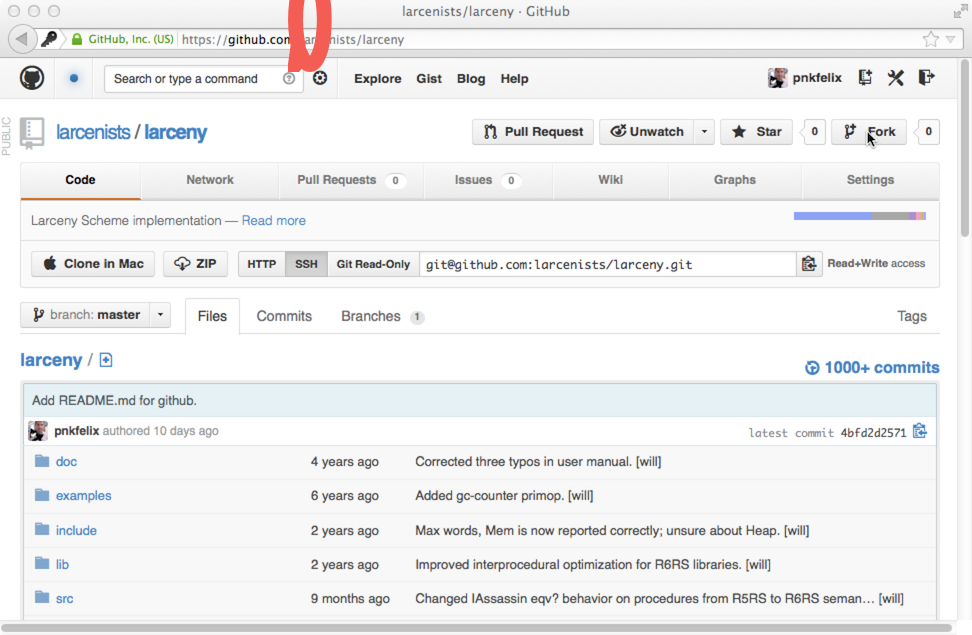 larcenists/larceny · GitHub
GitHub, Inc. (US) https://github.com/larcenists/larceny
Search or type a command ? Explore Gist Blog Help pnkfelix
PUBLIC
larcenists / larceny Pull Request Unwatch Star 0 Fork 0
Code Network Pull Requests 0 Issues 0 Wiki Graphs Settings
Larceny Scheme implementation — Read more
Clone in Mac ZIP HTTP SSH Git Read-Only git@github.com:larcenists/larceny.git Read+Write access
branch: master Files Commits Branches 1 Tags
larceny / 1000+ commits
Add README.md for github.
pnkfelix authored 10 days ago latest commit 4bfd2d2571
doc 4 years ago Corrected three typos in user manual. [will]
examples 6 years ago Added gc-counter primop. [will]
include 2 years ago Max words, Mem is now reported correctly; unsure about Heap. [will]
lib 2 years ago Improved interprocedural optimization for R6RS libraries. [will]
src 9 months ago Changed IAssassin eqv? behavior on procedures from R5RS to R6RS seman… [will]